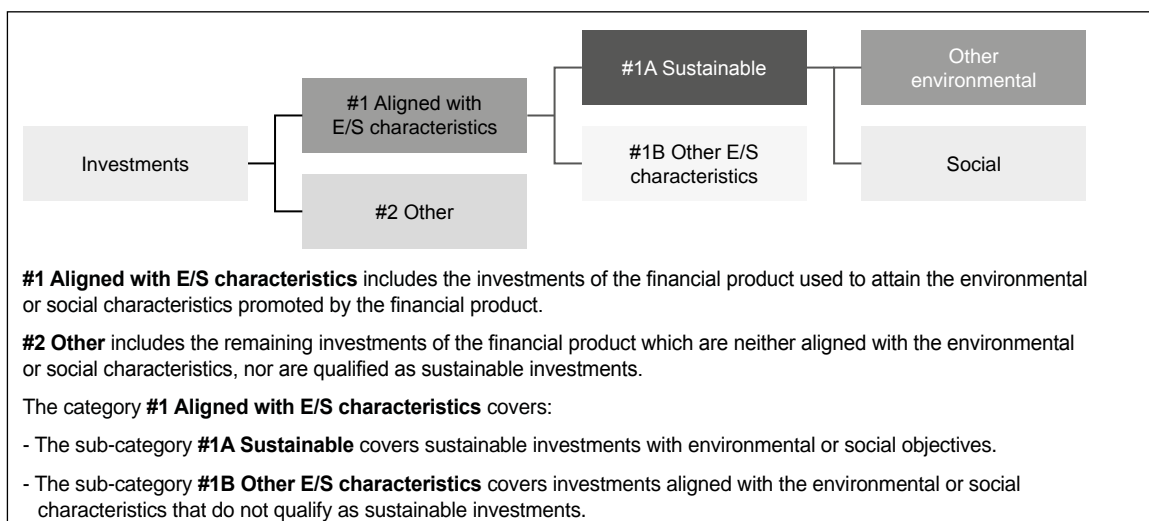 #1A Sustainable
Other
environmental
#1 Aligned with
E/S characteristics
Investments
#1B Other E/S
characteristics
Social
#2 Other
#1 Aligned with E/S characteristics includes the investments of the financial product used to attain the environmental
or social characteristics promoted by the financial product.
#2 Other includes the remaining investments of the financial product which are neither aligned with the environmental
or social characteristics, nor are qualified as sustainable investments.
The category #1 Aligned with E/S characteristics covers:
- The sub-category #1A Sustainable covers sustainable investments with environmental or social objectives.
- The sub-category #1B Other E/S characteristics covers investments aligned with the environmental or social
characteristics that do not qualify as sustainable investments.